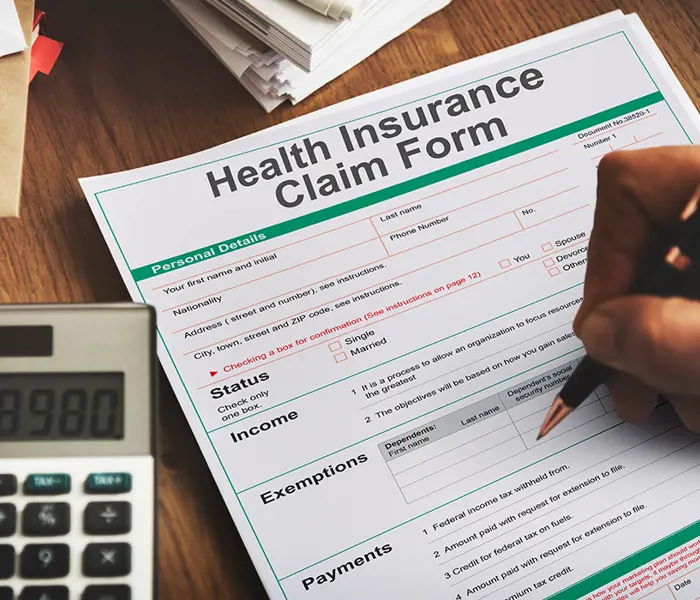 Health Insurance
Claim Form
Document No.36520-1
Number 1
Personal Details
Your first name and initial
Last name
Nationality
Phone Number
No.
Address ( street and number), see instructions.
City, town, street and ZIP code, see instructions.
▶ Checking a box for confirmation (See instructions on page 12)
You
Spouse
Divorce
Other
Status
Check only
one box.
Single
Married
Income
1 It is a process to allow an organization to focus resources
the greatest
2 The objectives will be based on how you gain sales
Exemptions
Dependents:
First name
Last name
Dependent's social
security number
Payments
1 Federal income tax withheld from.
2 Amount paid with request for extension to file.
3 Credit for federal tax on fuels.
4 Amount paid with request for extension to file.
tax credit.
Date
8980
TAX−
TAX+
%
÷
9
×